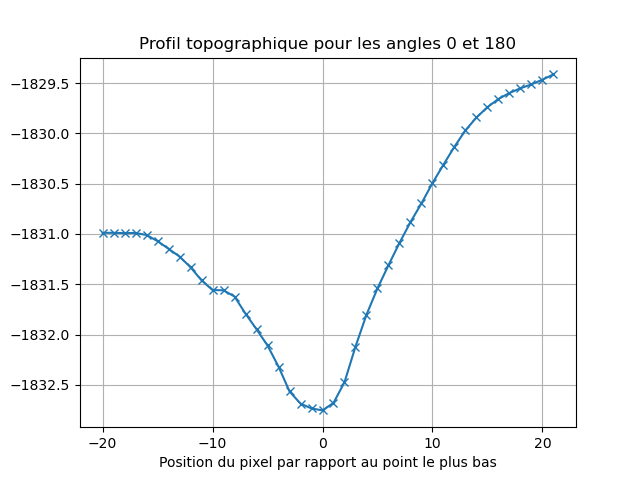 Profil topographique pour les angles 0 et 180
−1829.5
−1830.0
−1830.5
−1831.0
−1831.5
−1832.0
−1832.5
−20 −10 0 10 20
Position du pixel par rapport au point le plus bas